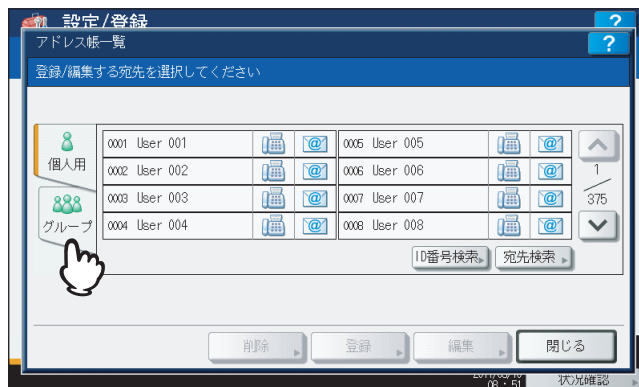 設定/登録
?
アドレス帳一覧
?
登録/編集する宛先を選択してください
個人用
グループ
0001 User 001
0005 User 005
0002 User 002
0006 User 006
0003 User 003
0007 User 007
0004 User 004
0008 User 008
1
375
ID番号検索
宛先検索
削除
登録
編集
閉じる
状況確認